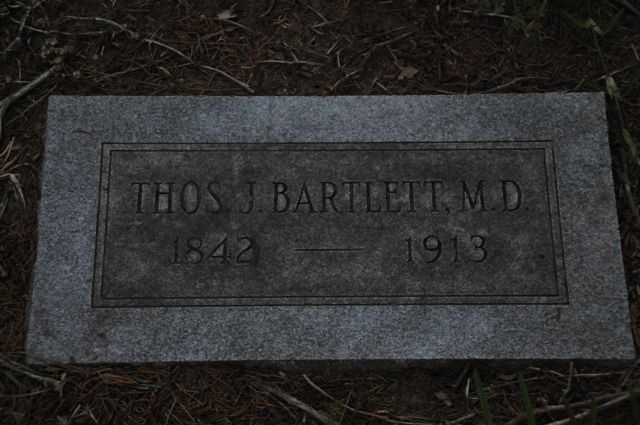 THOS. J. BARTLETT, M.D.
1842 — 1913